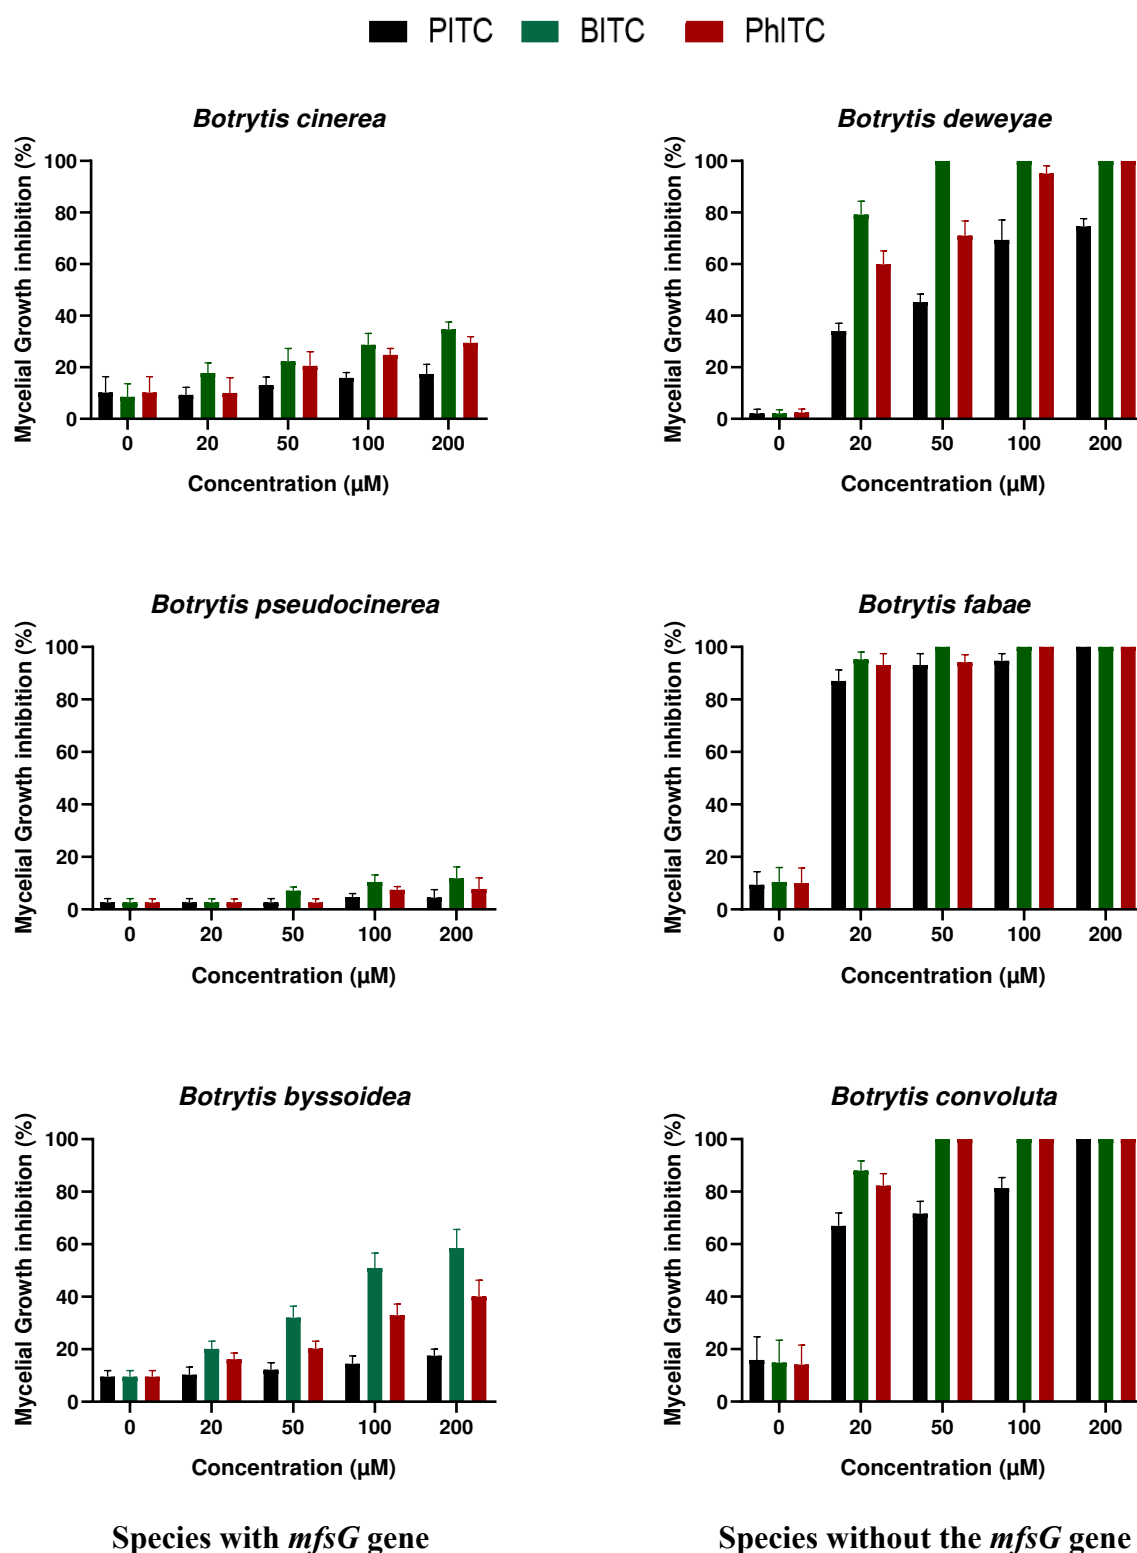 PITC BITC PhITC
Botrytis cinerea
Mycelial Growth inhibition (%)
100
80
60
40
20
0
0 20 50 100 200
Concentration (µM)
Botrytis deweyae
Mycelial Growth inhibition (%)
100
80
60
40
20
0
0 20 50 100 200
Concentration (µM)
Botrytis pseudocinerea
Mycelial Growth inhibition (%)
100
80
60
40
20
0
0 20 50 100 200
Concentration (µM)
Botrytis fabae
Mycelial Growth inhibition (%)
100
80
60
40
20
0
0 20 50 100 200
Concentration (µM)
Botrytis byssoidea
Mycelial Growth inhibition (%)
100
80
60
40
20
0
0 20 50 100 200
Concentration (µM)
Botrytis convoluta
Mycelial Growth inhibition (%)
100
80
60
40
20
0
0 20 50 100 200
Concentration (µM)
Species with mfsG gene
Species without the mfsG gene